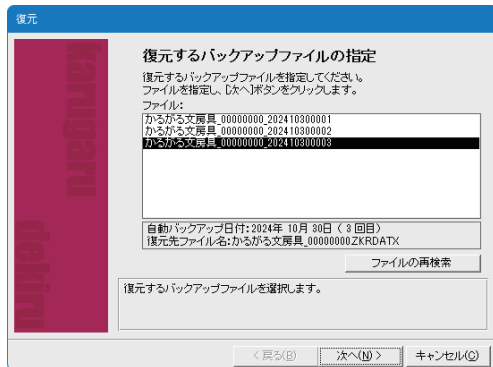 復元
karugaru
dekiru
復元するバックアップファイルの指定
復元するバックアップファイルを指定してください。
ファイルを指定し、[次へ]ボタンをクリックします。
ファイル:
かるがる文房具_00000000_202410300001
かるがる文房具_00000000_202410300002
かるがる文房具_00000000_202410300003
自動バックアップ日付:2024年 10月 30日 ( 3 回目)
復元先ファイル名:かるがる文房具_00000000.ZKRDATX
ファイルの再検索
復元するバックアップファイルを選択します。
< 戻る(B)
次へ(N) >
キャンセル(C)